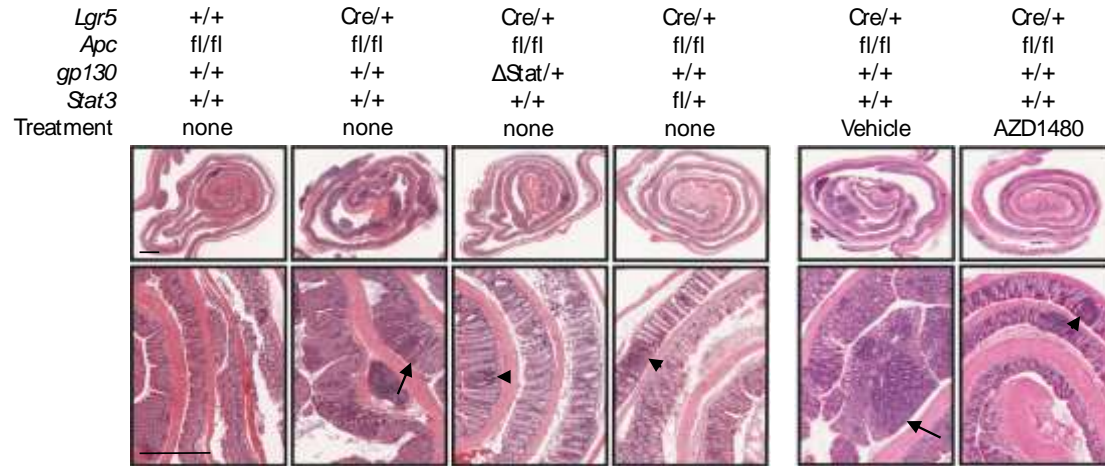 Lgr5 +/+ Cre/+ Cre/+ Cre/+ Cre/+ Cre/+
Apc fl/fl fl/fl fl/fl fl/fl fl/fl fl/fl
gp130 +/+ +/+ ΔStat/+ +/+ +/+ +/+
Stat3 +/+ +/+ +/+ fl/+ +/+ +/+
Treatment none none none none Vehicle AZD1480